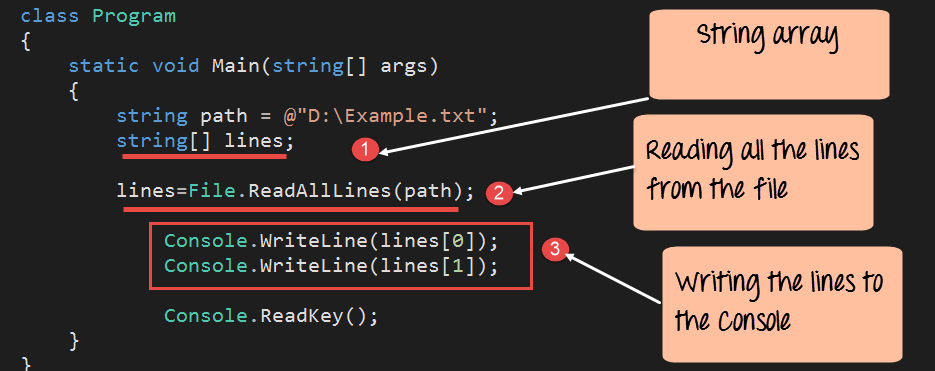 class Program
{
static void Main(string[] args)
{
string path = @"D:\Example.txt";
string[] lines;
1
lines=File.ReadAllLines(path);
2
Console.WriteLine(lines[0]);
Console.WriteLine(lines[1]);
3
Console.ReadKey();
}
}
String array
Reading all the lines
from the file
Writing the lines to
the Console